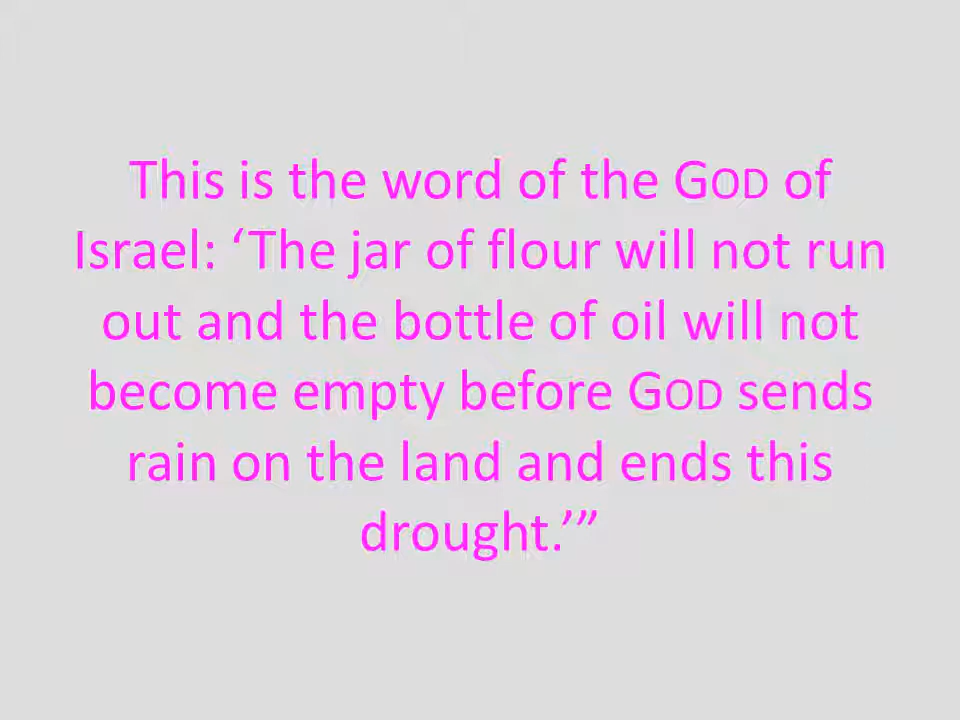 This is the word of the GOD of
Israel: ‘The jar of flour will not run
out and the bottle of oil will not
become empty before GOD sends
rain on the land and ends this
drought.’”